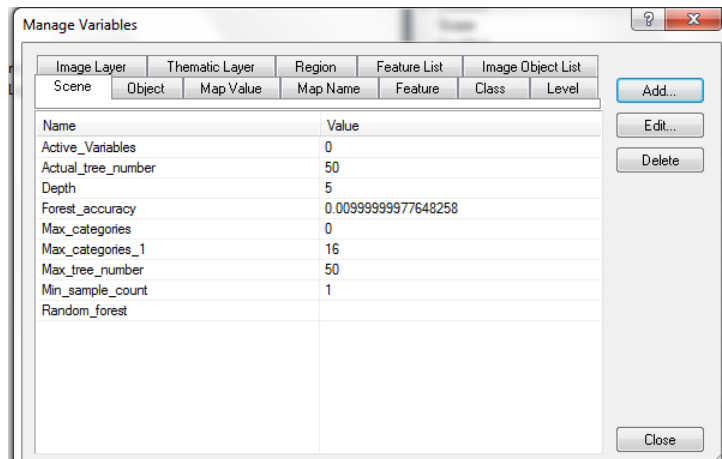 Manage Variables
Image Layer Thematic Layer Region Feature List Image Object List
Scene Object Map Value Map Name Feature Class Level
Add...
Name Value
Edit...
Active_Variables 0
Actual_tree_number 50
Delete
Depth 5
Forest_accuracy 0.00999999977648258
Max_categories 0
Max_categories_1 16
Max_tree_number 50
Min_sample_count 1
Random_forest
Close